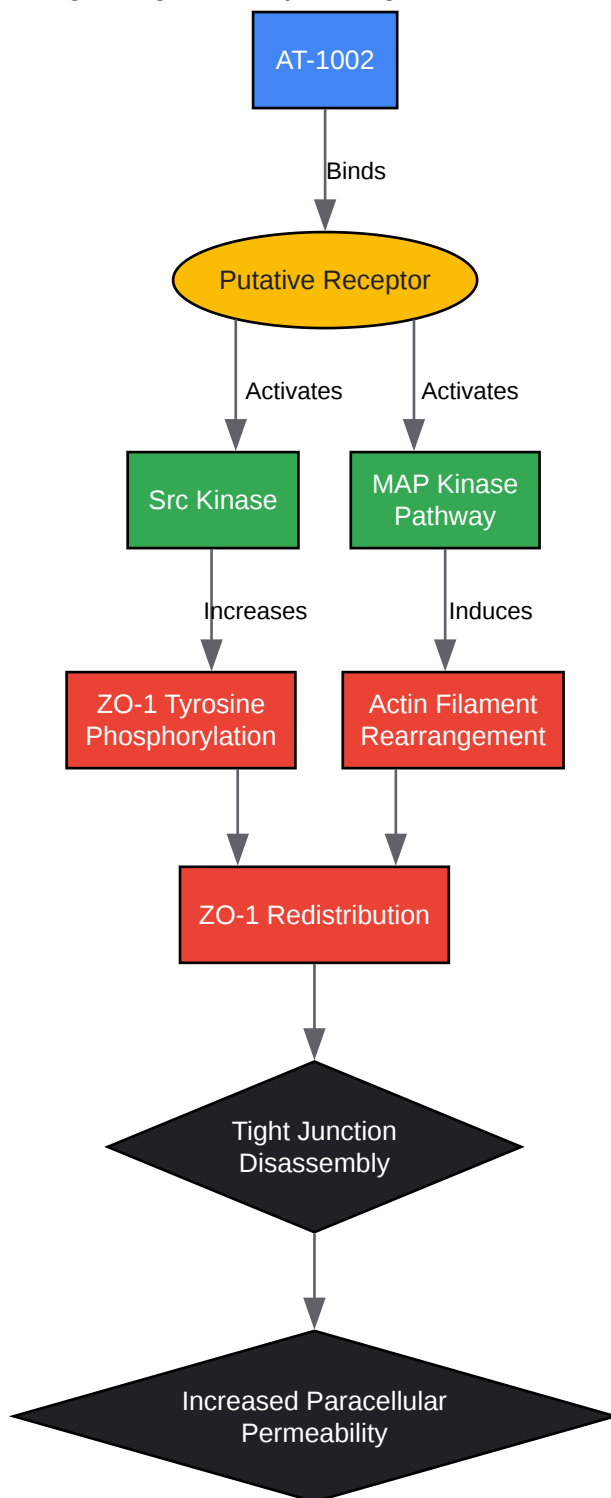 AT-1002
Binds
Putative Receptor
Activates
Activates
Src Kinase
MAP Kinase
Pathway
Increases
Induces
ZO-1 Tyrosine
Phosphorylation
Actin Filament
Rearrangement
ZO-1 Redistribution
Tight Junction
Disassembly
Increased Paracellular
Permeability